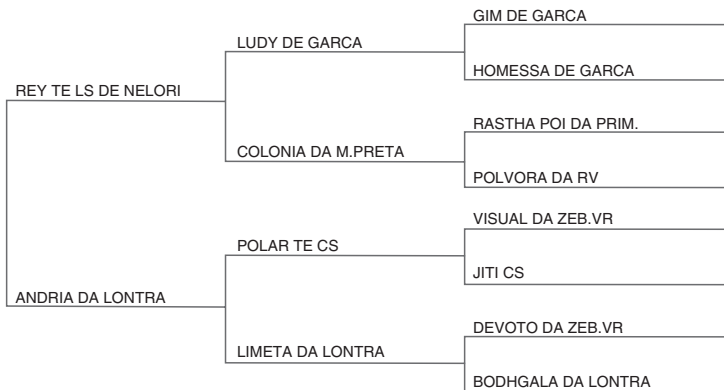 GIM DE GARCA
LUDY DE GARCA
HOMESSA DE GARCA
REY TE LS DE NELORI
RASTHA POI DA PRIM.
COLONIA DA M.PRETA
POLVORA DA RV
VISUAL DA ZEB.VR
POLAR TE CS
JITI CS
ANDRIA DA LONTRA
DEVOTO DA ZEB.VR
LIMETA DA LONTRA
BODHGALA DA LONTRA